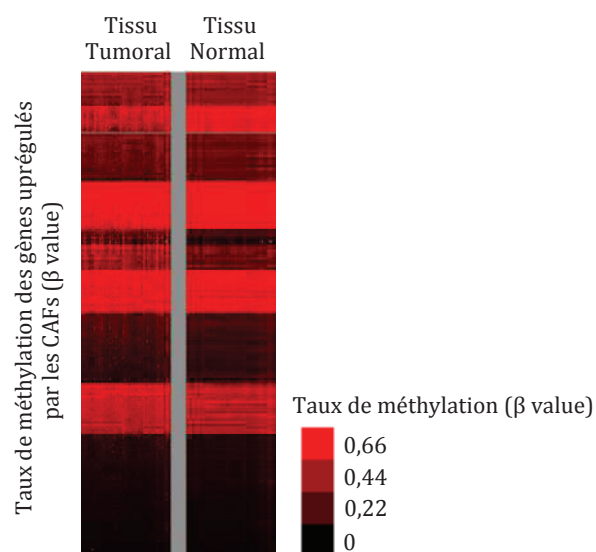 Tissu
Tumoral
Tissu
Normal
Taux de méthylation des gènes uprégulés
par les CAFs (β value)
Taux de méthylation (β value)
0,66
0,44
0,22
0